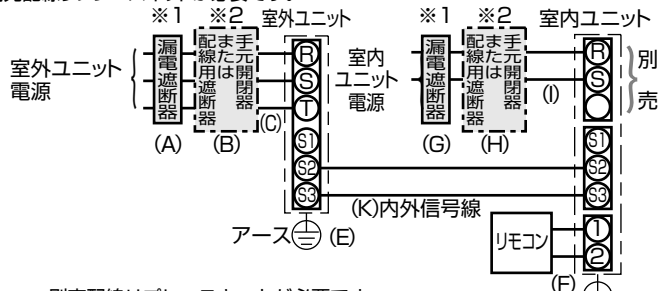 ※1 ※2 室外ユニット
漏電遮断器
手元開閉器
または
配線用遮断器
室外ユニット
電源
R
S
T
S1
S2
S3
(A) (B) (C)
アース (E)
※1 ※2 室内ユニット
漏電遮断器
手元開閉器
または
配線用遮断器
室内
ユニット
電源
R
S
別売
S1
S2
S3
(G) (H) (I)
(K)内外信号線
リモコン
1
2
(F)